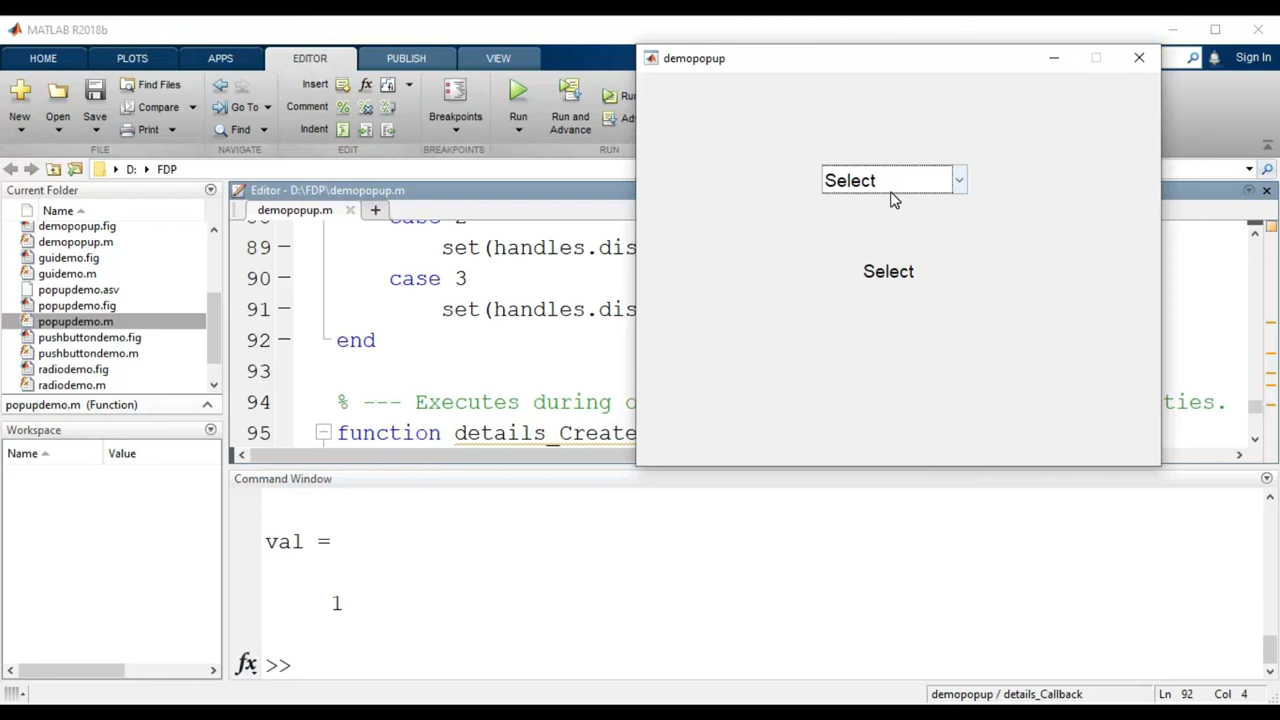 MATLAB R2018b
HOME PLOTS APPS EDITOR PUBLISH VIEW
Sign In
New Open Save
Find Files
Compare
Print
FILE
Go To
Find
NAVIGATE
Insert
Comment
Indent
EDIT
Breakpoints
BREAKPOINTS
Run
Run and
Advance
RUN
D: FDP
Current Folder
Name
demopopup.fig
demopopup.m
guidemo.fig
guidemo.m
popupdemo.asv
popupdemo.fig
popupdemo.m
pushbuttondemo.fig
pushbuttondemo.m
radiodemo.fig
radiodemo.m
popupdemo.m (Function)
Workspace
Name Value
Editor - D:\FDP\demopopup.m
demopopup.m
89 set(handles.dis
90 case 3
91 set(handles.dis
92 end
93
94 % --- Executes during
95 function details_Create
ties.
demopopup
Select
Select
Command Window
val =
1
fx >>
demopopup / details_Callback
Ln 92 Col 4